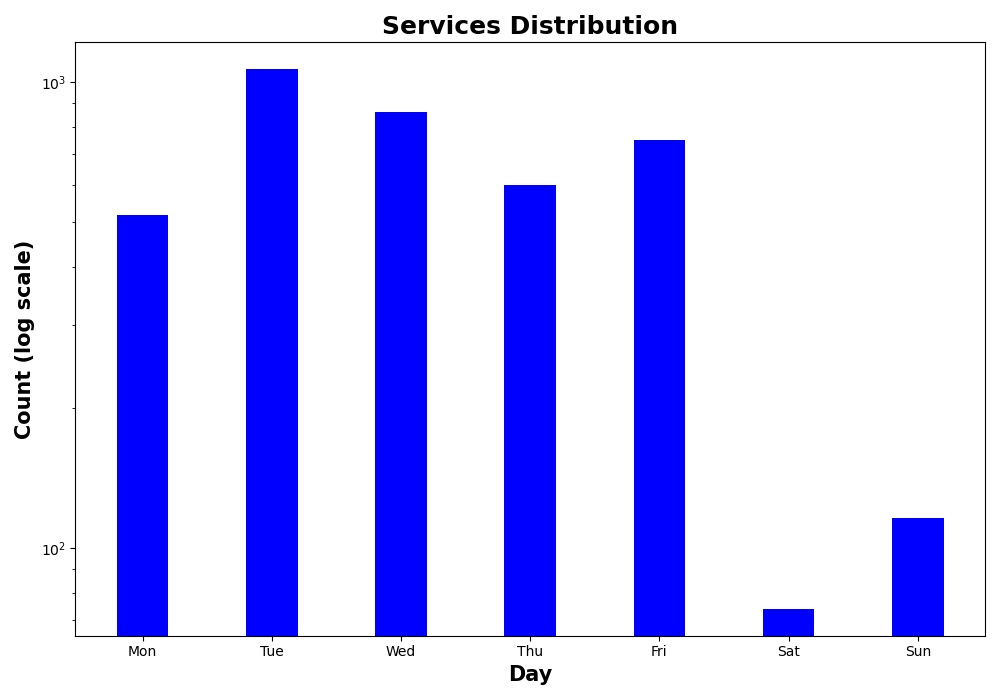 Services Distribution
Count (log scale)
10³
10²
Mon Tue Wed Thu Fri Sat Sun
Day